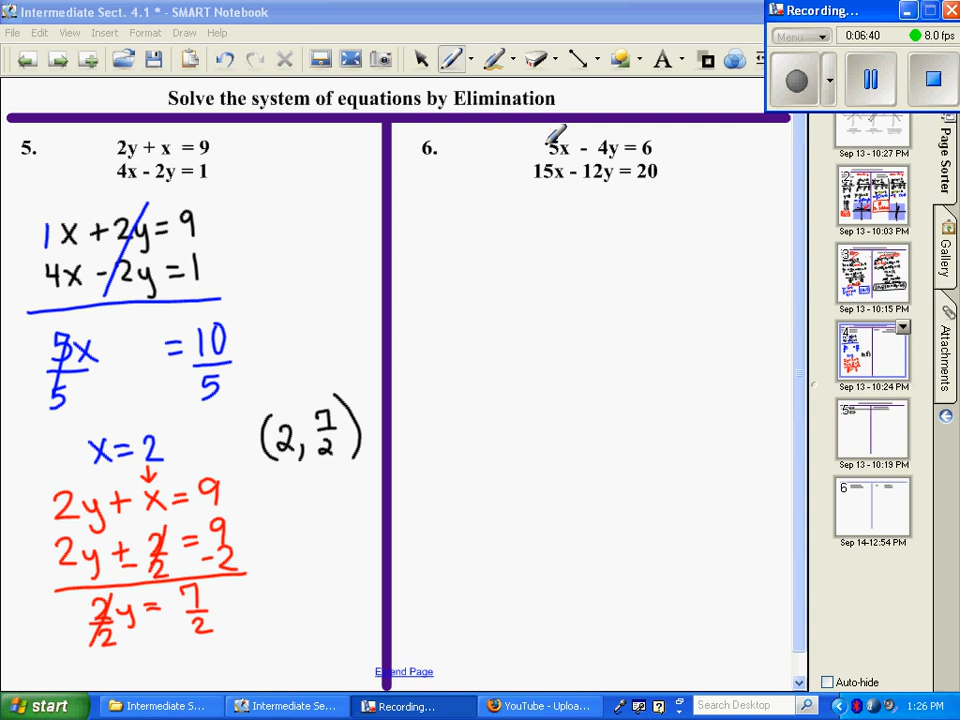 Intermediate Sect. 4.1 * - SMART Notebook
File Edit View Insert Format Draw Help
Recording...
Menu 0:06:40 8.0 fps
Solve the system of equations by Elimination
5. 2y + x = 9
4x - 2y = 1
1x + 2y = 9
4x - 2y = 1
5x = 10
5 5
x = 2
(2, 7/2)
2y + x = 9
2y + 2 = 9
- 2 - 2
2y = 7
2 2
6. 5x - 4y = 6
15x - 12y = 20
Extend Page
Sep 13 - 10:27 PM
Sep 13 - 10:03 PM
Sep 13 - 10:15 PM
Sep 13 - 10:24 PM
Sep 13 - 10:19 PM
6
Sep 14-12:54 PM
Page Sorter
Gallery
Attachments
Auto-hide
start
Intermediate S...
Intermediate S...
Recording...
YouTube - Uploa...
Search Desktop
1:26 PM